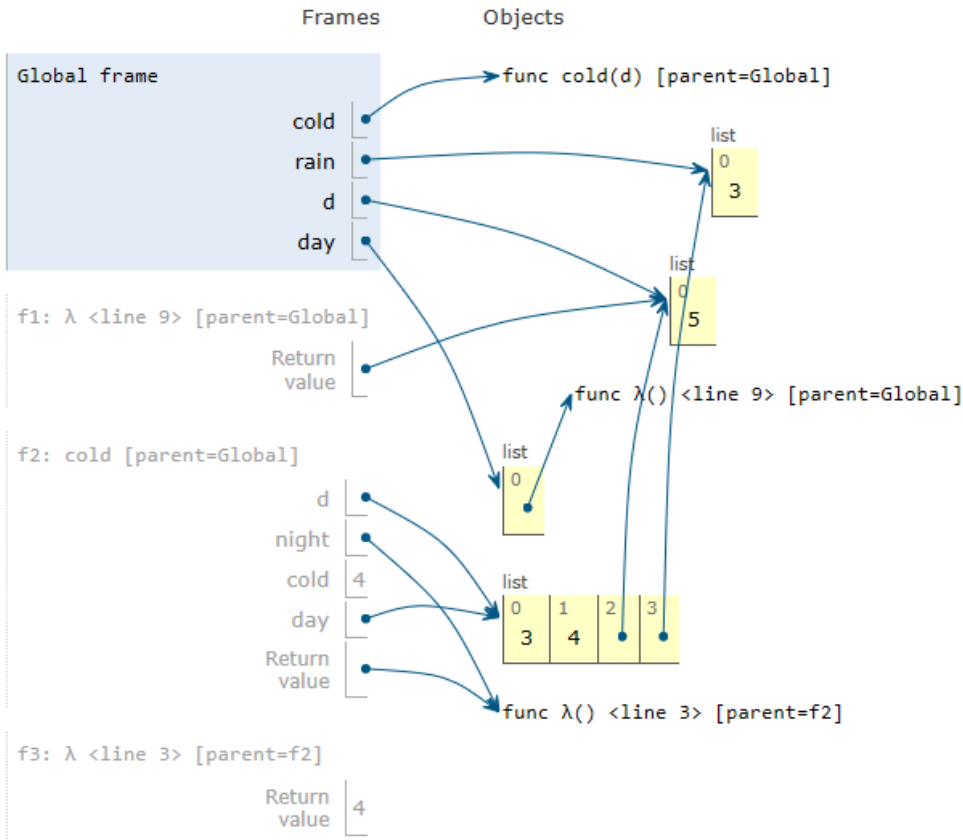 Frames Objects
Global frame
func cold(d) [parent=Global]
cold
list
rain
0
3
d
day
list
0
5
f1: λ <line 9> [parent=Global]
Return
value
func λ() <line 9> [parent=Global]
f2: cold [parent=Global]
list
0
d
night
cold 4
list
0 1 2 3
3 4
day
Return
value
func λ() <line 3> [parent=f2]
f3: λ <line 3> [parent=f2]
Return
value
4